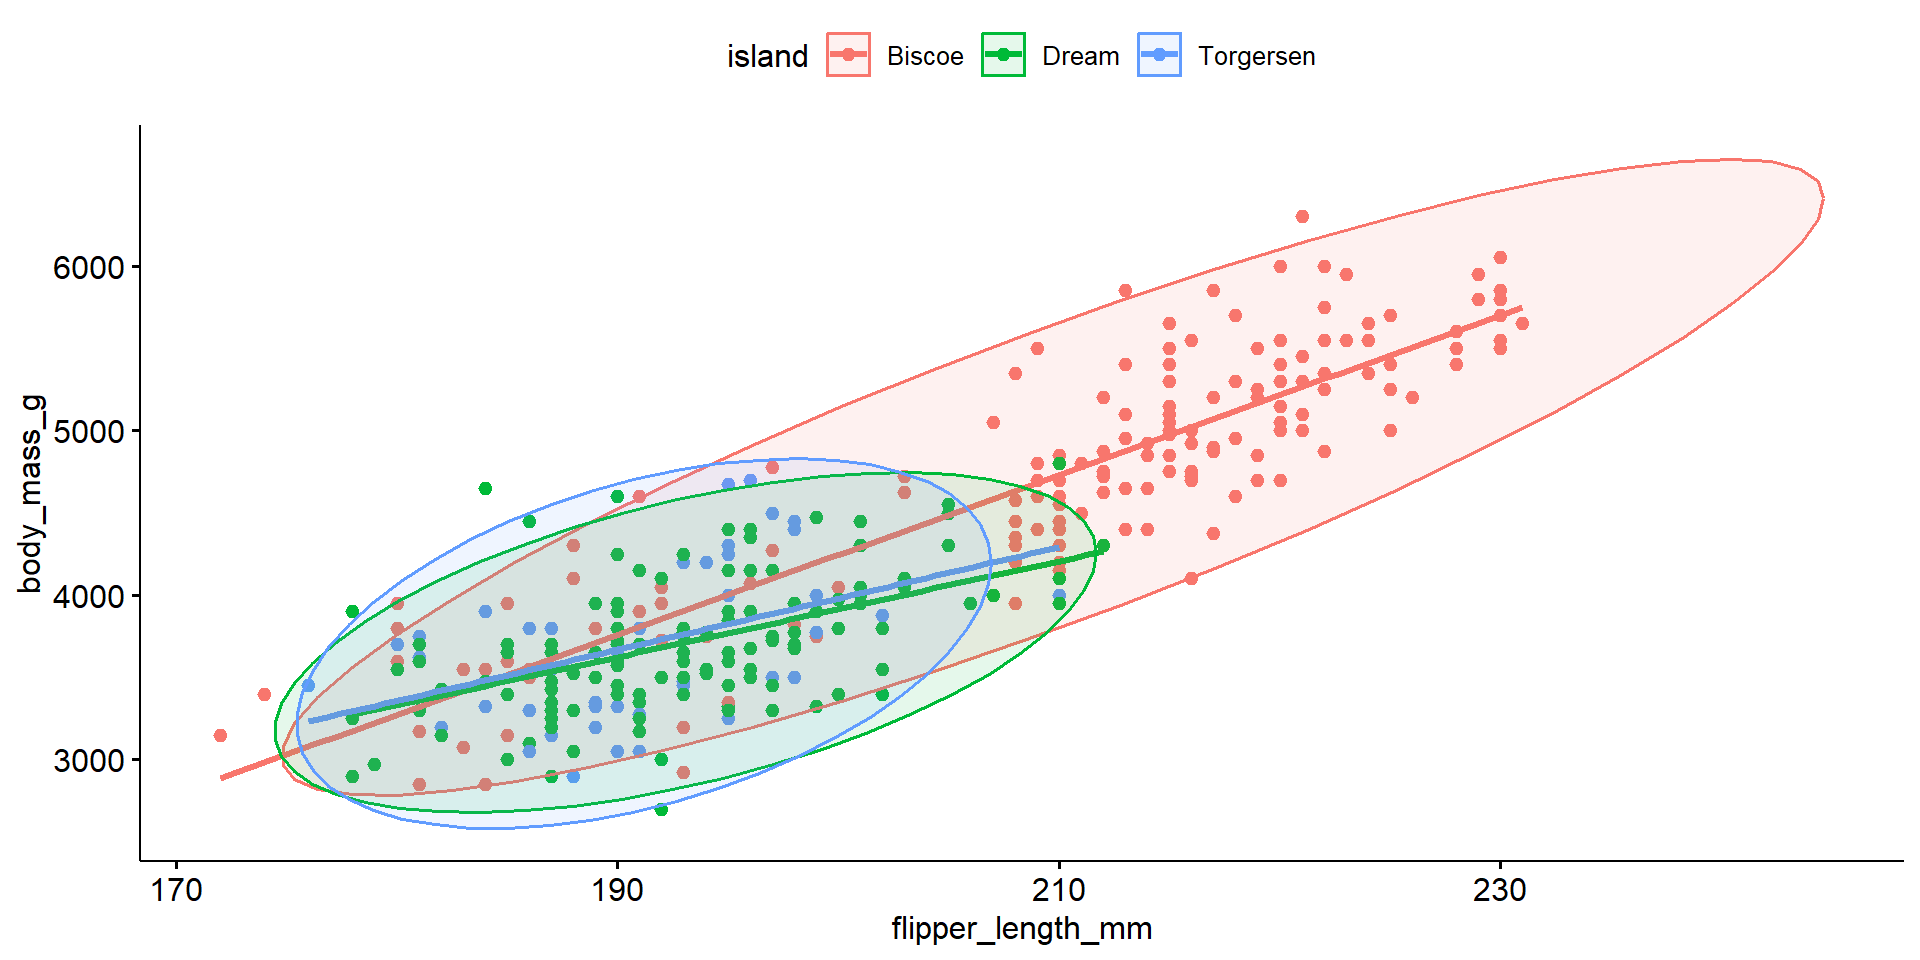 island Biscoe Dream Torgersen
body_mass_g
6000
5000
4000
3000
170 190 210 230
flipper_length_mm